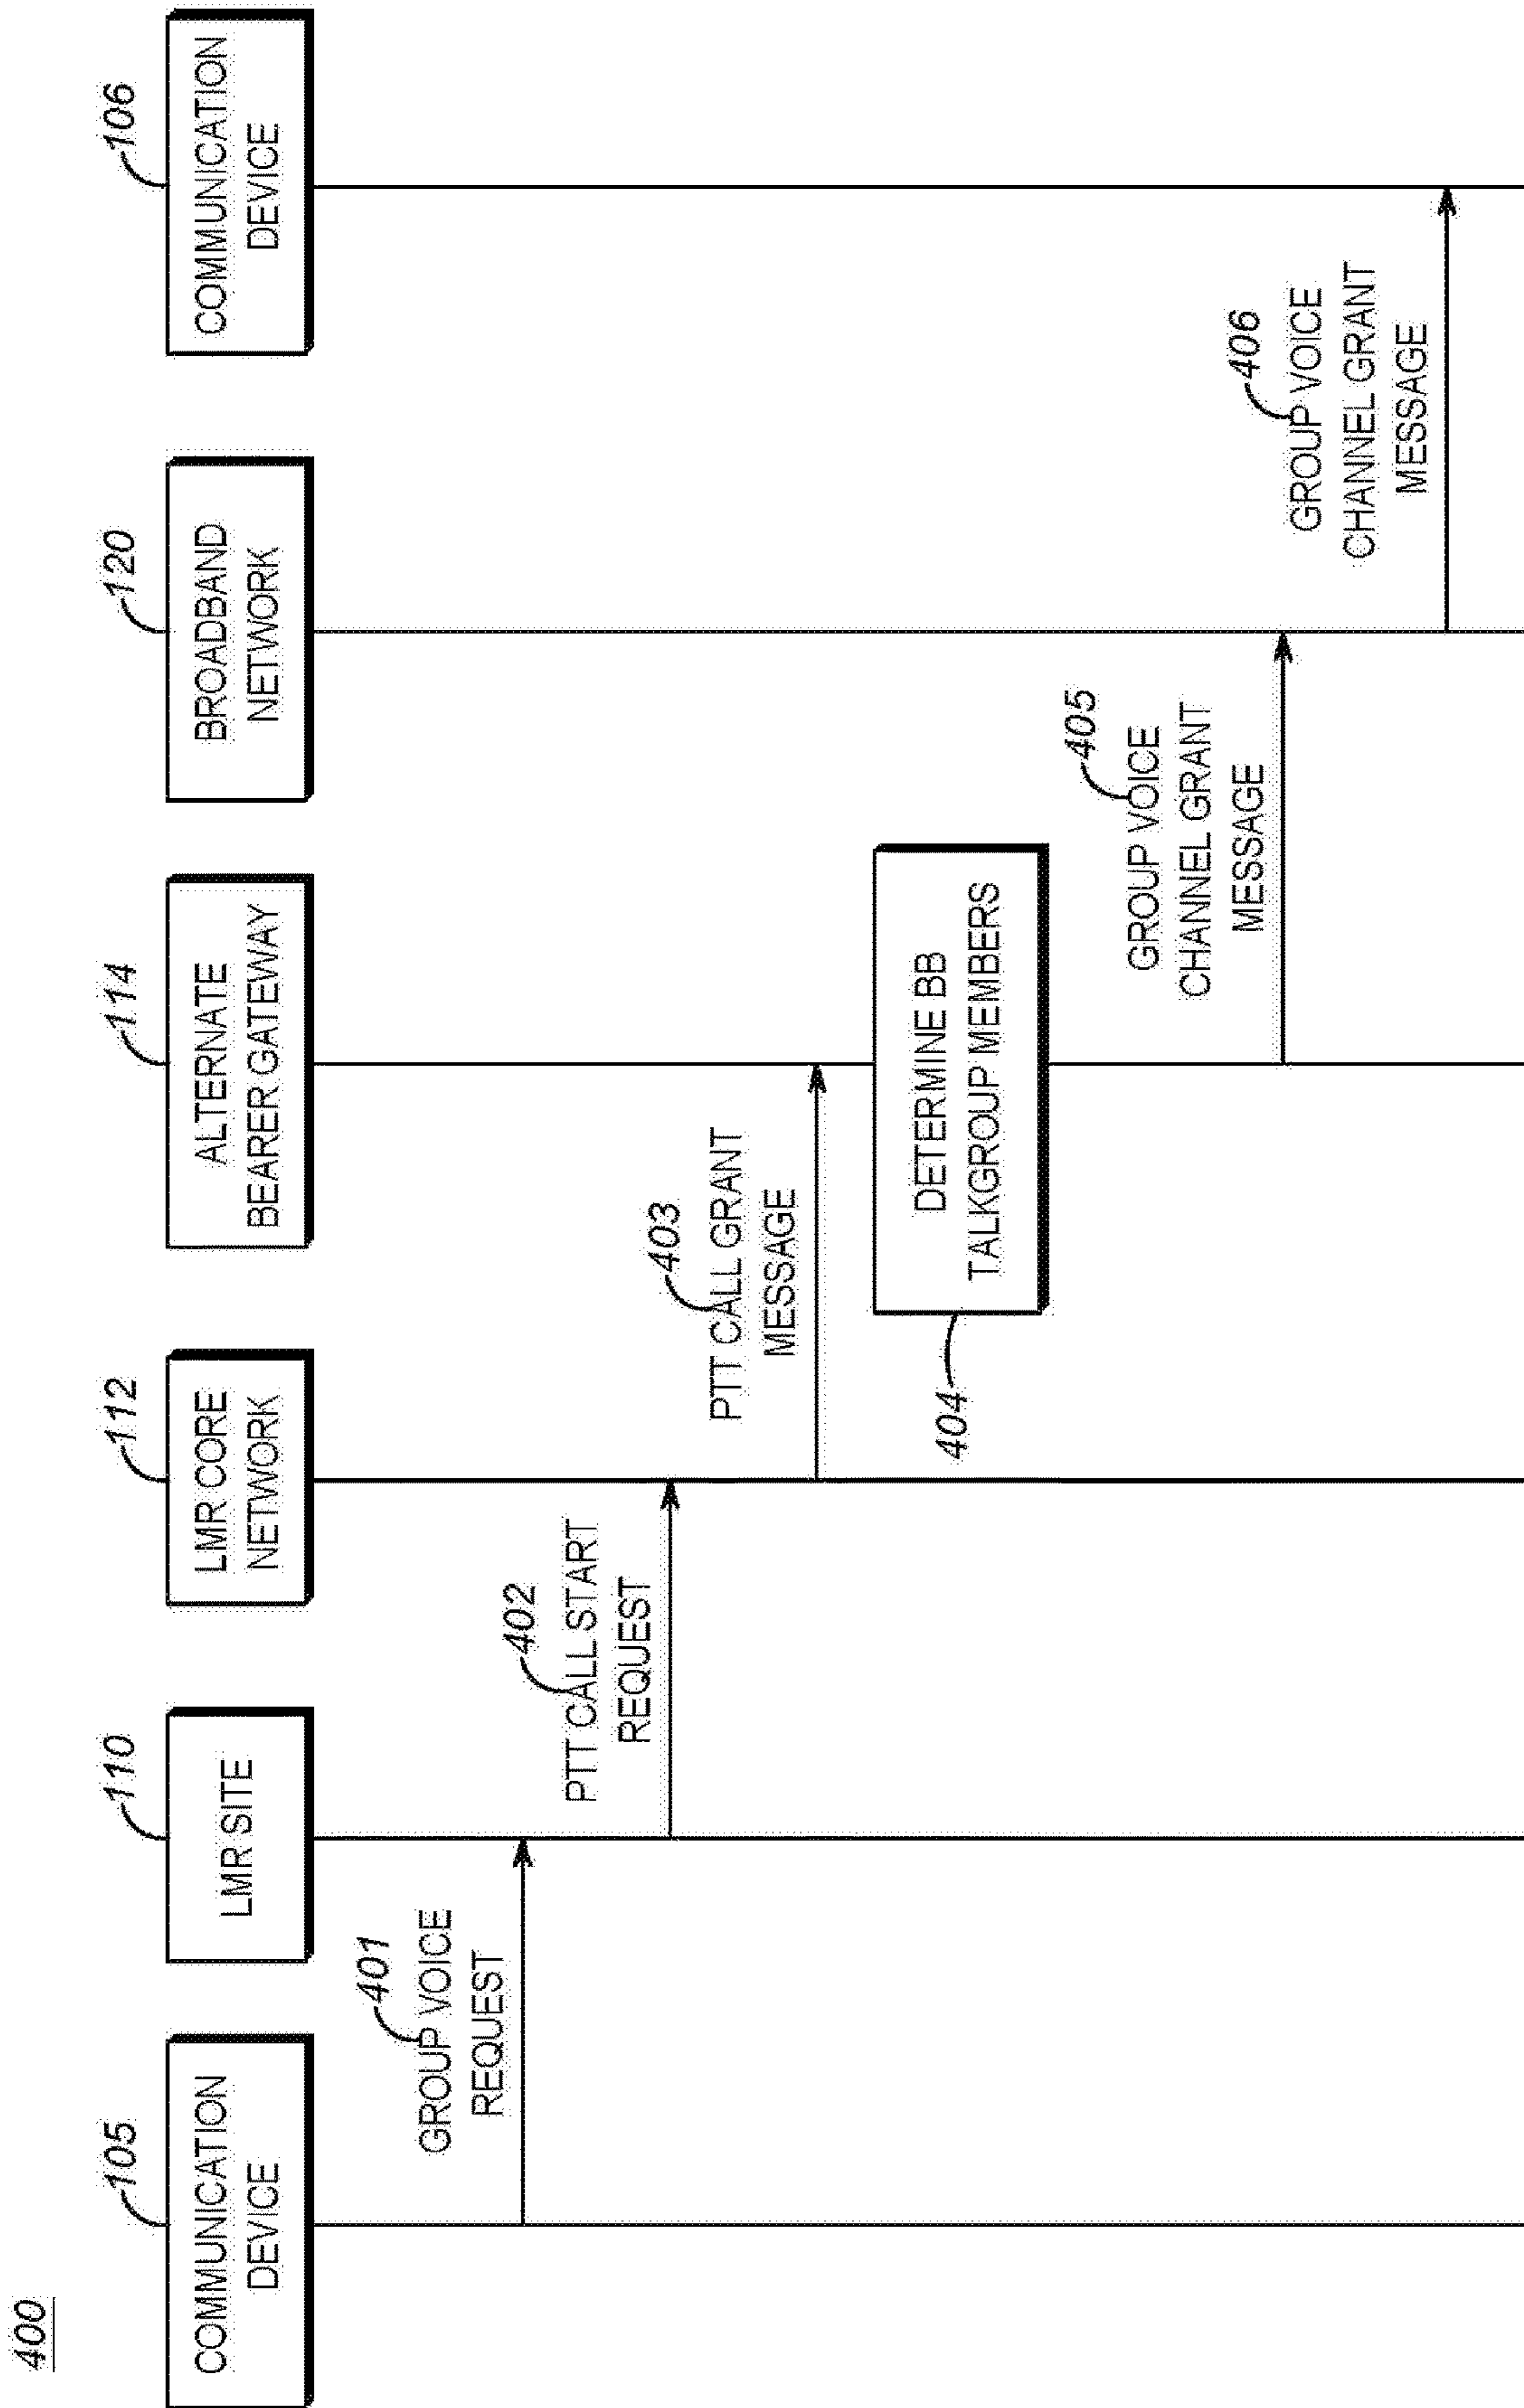 400
105
COMMUNICATION
DEVICE
110
LMR SITE
112
LMR CORE
NETWORK
114
ALTERNATE
BEARER GATEWAY
120
BROADBAND
NETWORK
106
COMMUNICATION
DEVICE
401
GROUP VOICE
REQUEST
402
PTT CALL START
REQUEST
403
PTT CALL GRANT
MESSAGE
404
DETERMINE BB
TALKGROUP MEMBERS
405
GROUP VOICE
CHANNEL GRANT
MESSAGE
406
GROUP VOICE
CHANNEL GRANT
MESSAGE